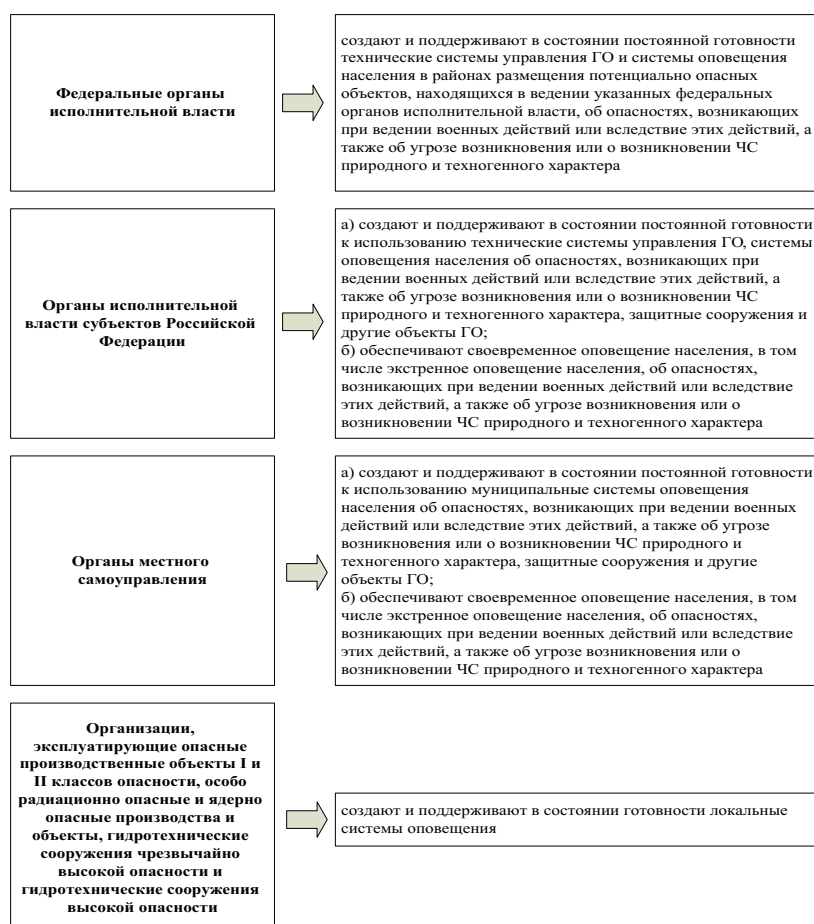 Федеральные органы
исполнительной власти
создают и поддерживают в состоянии постоянной готовности
технические системы управления ГО и системы оповещения
населения в районах размещения потенциально опасных
объектов, находящихся в ведении указанных федеральных
органов исполнительной власти, об опасностях, возникающих
при ведении военных действий или вследствие этих действий, а
также об угрозе возникновения или о возникновении ЧС
природного и техногенного характера
Органы исполнительной
власти субъектов Российской
Федерации
а) создают и поддерживают в состоянии постоянной готовности
к использованию технические системы управления ГО, системы
оповещения населения об опасностях, возникающих при
ведении военных действий или вследствие этих действий, а
также об угрозе возникновения или о возникновении ЧС
природного и техногенного характера, защитные сооружения и
другие объекты ГО;
б) обеспечивают своевременное оповещение населения, в том
числе экстренное оповещение населения, об опасностях,
возникающих при ведении военных действий или вследствие
этих действий, а также об угрозе возникновения или о
возникновении ЧС природного и техногенного характера
Органы местного
самоуправления
а) создают и поддерживают в состоянии постоянной готовности
к использованию муниципальные системы оповещения
населения об опасностях, возникающих при ведении военных
действий или вследствие этих действий, а также об угрозе
возникновения или о возникновении ЧС природного и
техногенного характера, защитные сооружения и другие
объекты ГО;
б) обеспечивают своевременное оповещение населения, в том
числе экстренное оповещение населения, об опасностях,
возникающих при ведении военных действий или вследствие
этих действий, а также об угрозе возникновения или о
возникновении ЧС природного и техногенного характера
Организации,
эксплуатирующие опасные
производственные объекты I и
II классов опасности, особо
радиационно опасные и ядерно
опасные производства и
объекты, гидротехнические
сооружения чрезвычайно
высокой опасности и
гидротехнические сооружения
высокой опасности
создают и поддерживают в состоянии готовности локальные
системы оповещения